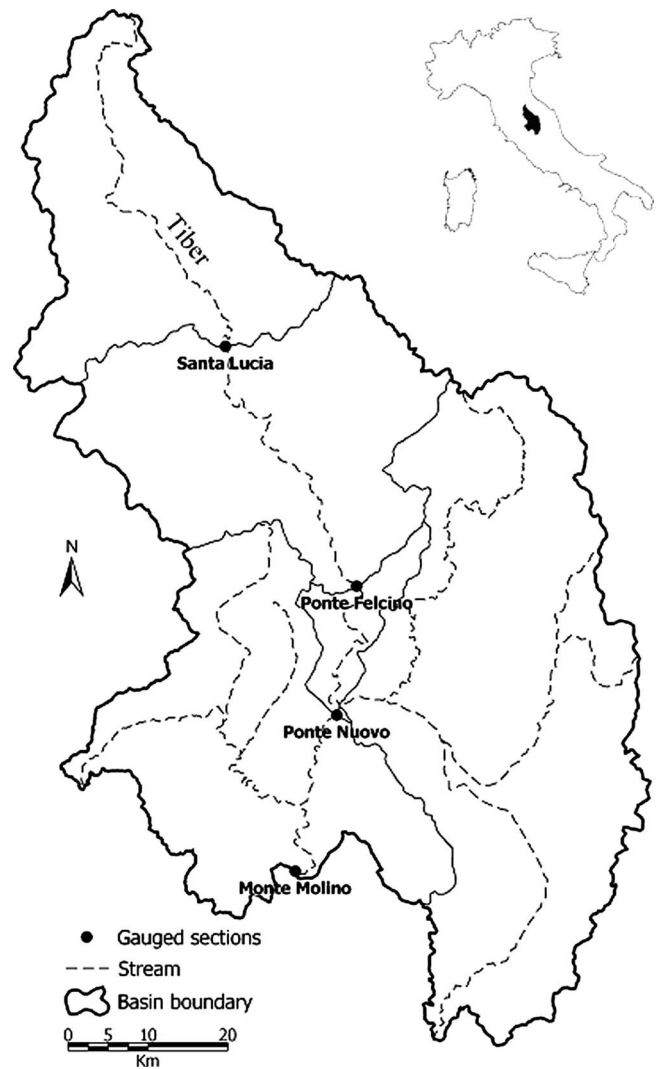 Tiber
Santa Lucia
N
Ponte Felcino
Ponte Nuovo
Monte Molino
Gauged sections
Stream
Basin boundary
0 5 10 20
Km